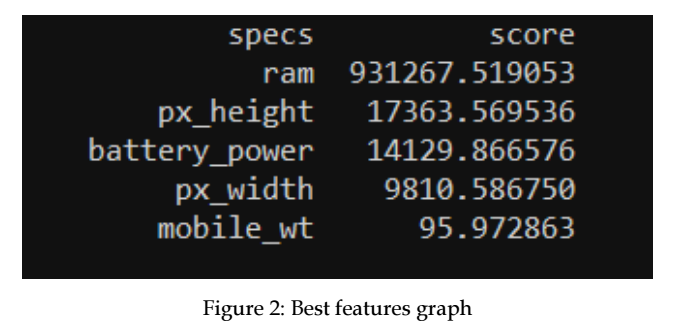 specs score
ram 931267.519053
px_height 17363.569536
battery_power 14129.866576
px_width 9810.586750
mobile_wt 95.972863
Figure 2: Best features graph